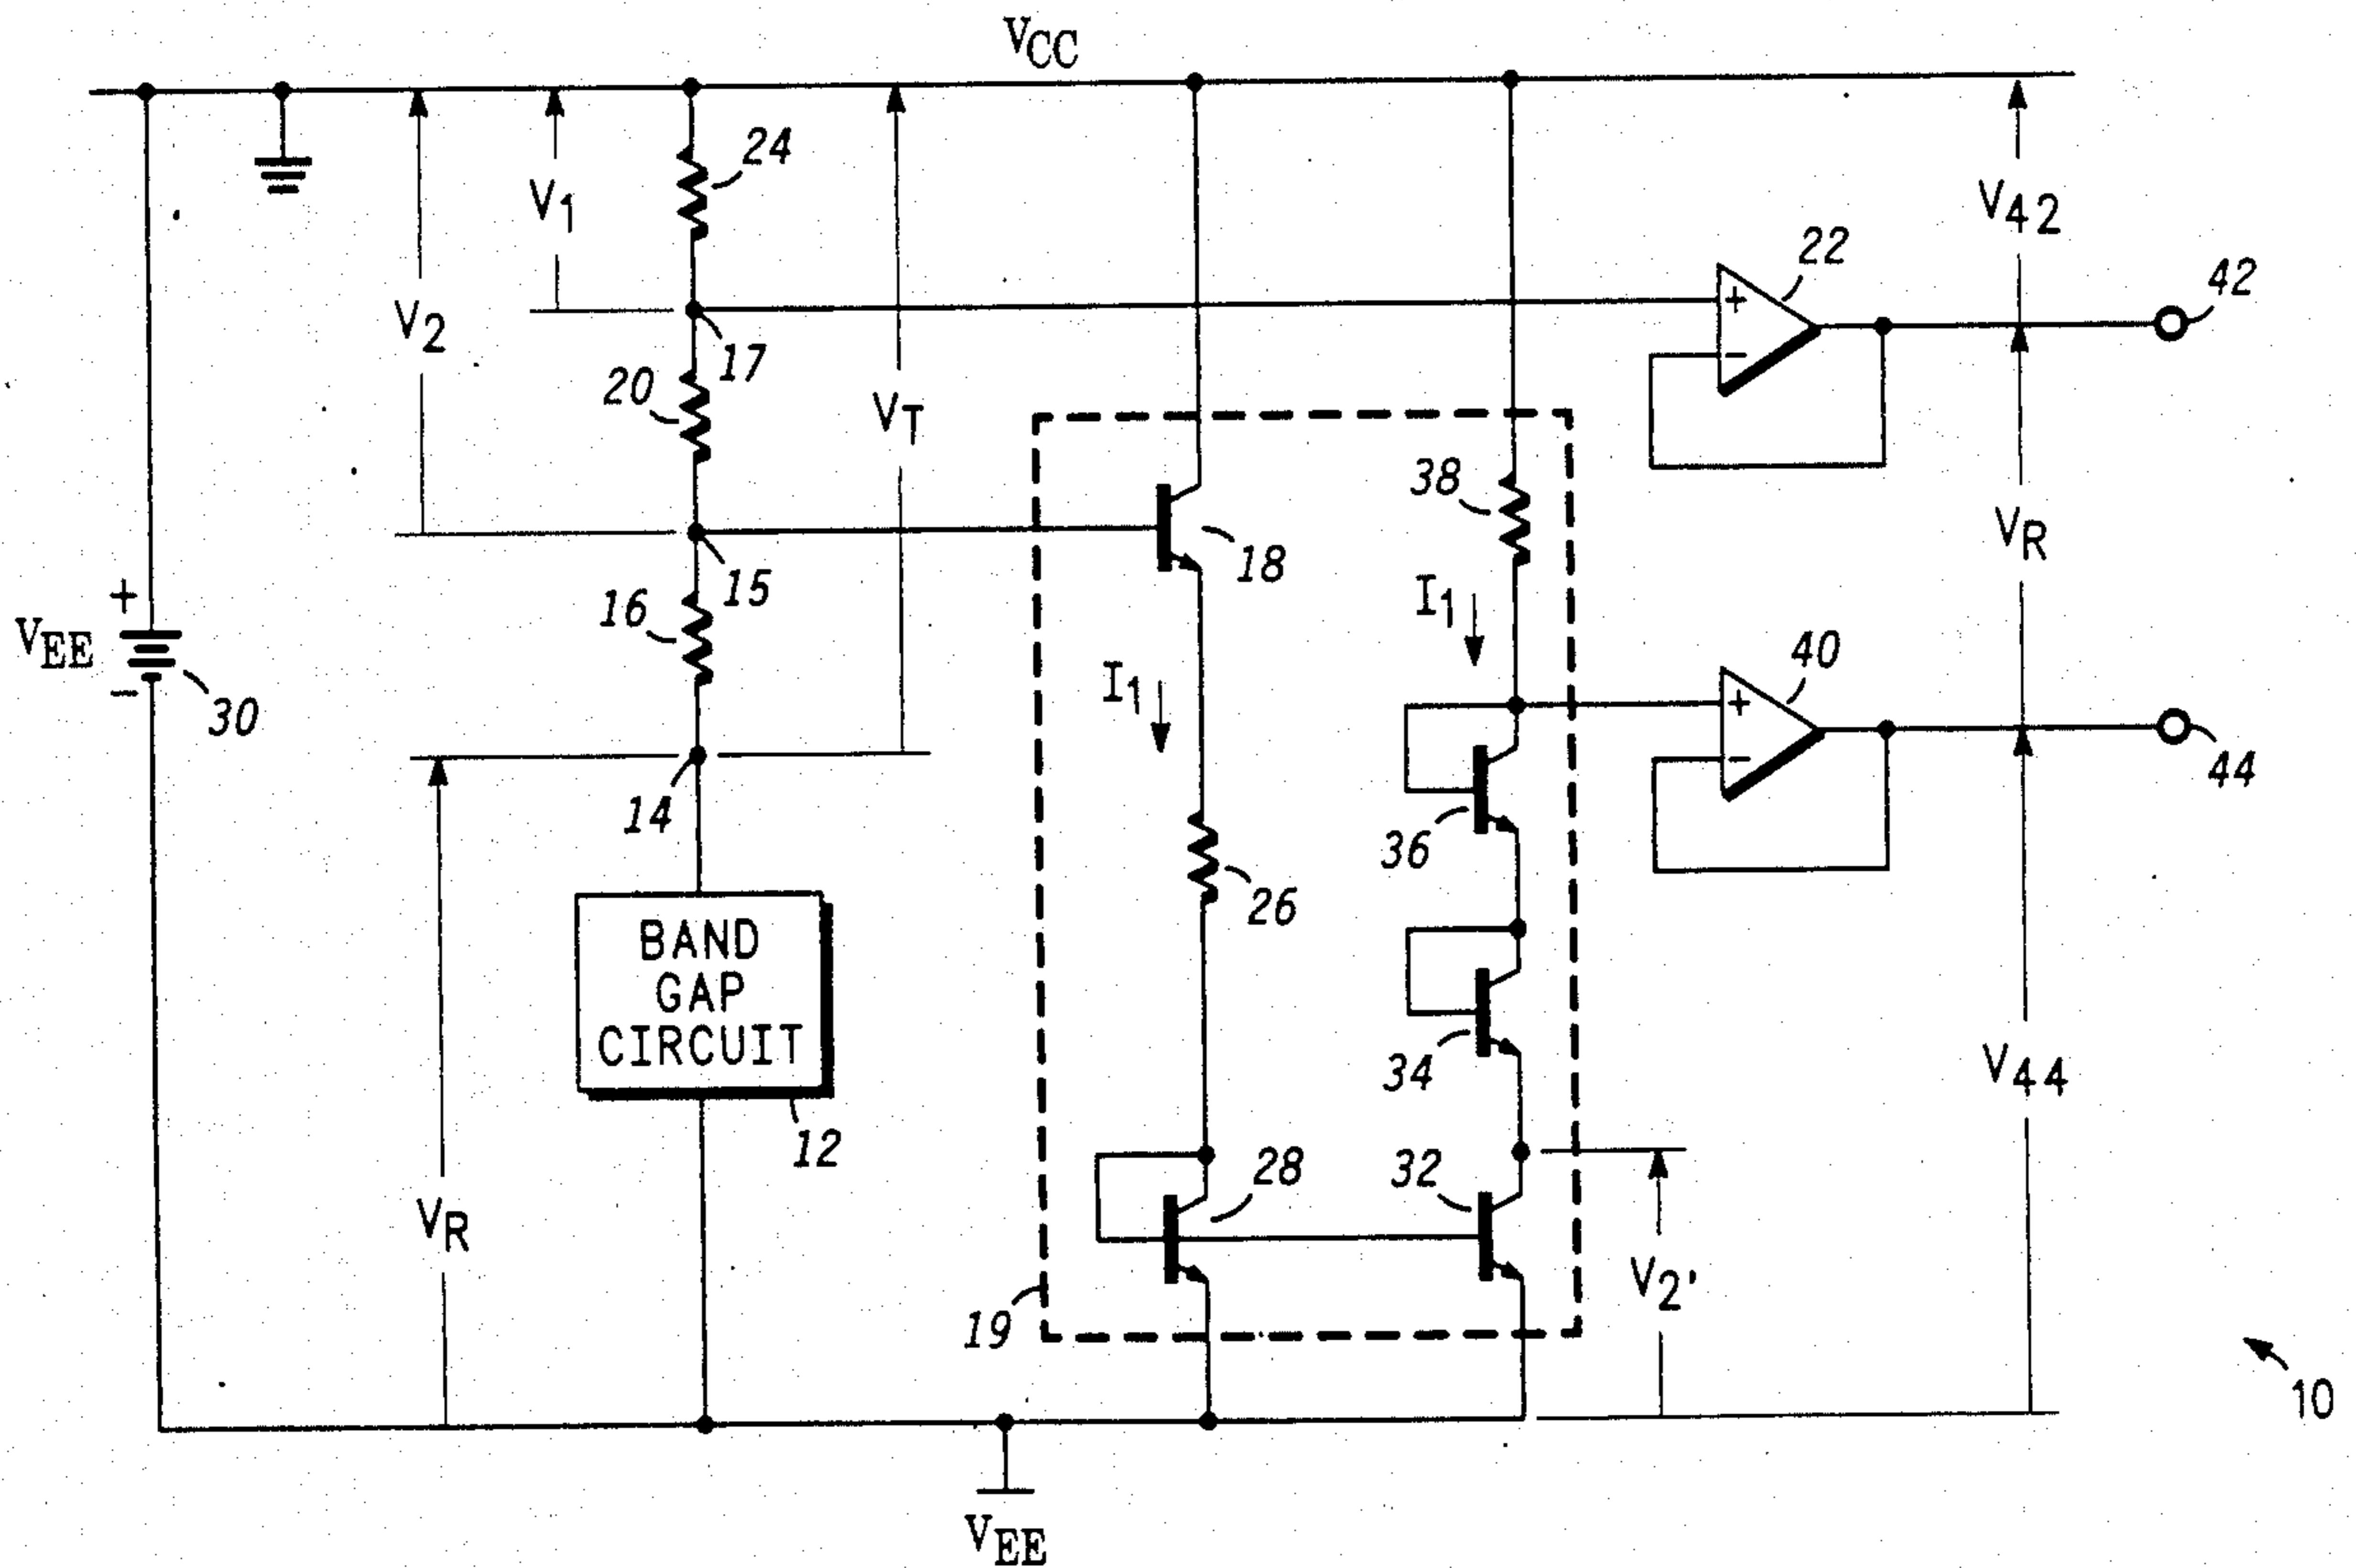 VCC
24
V1
V42
22
42
+
V2
17
20
VT
−
38
18
VR
15
+
16
I1
VEE
40
I1
−
30
+
44
14
−
36
26
BAND
GAP
CIRCUIT
34
V44
12
28
32
VR
V2'
19
10
VEE